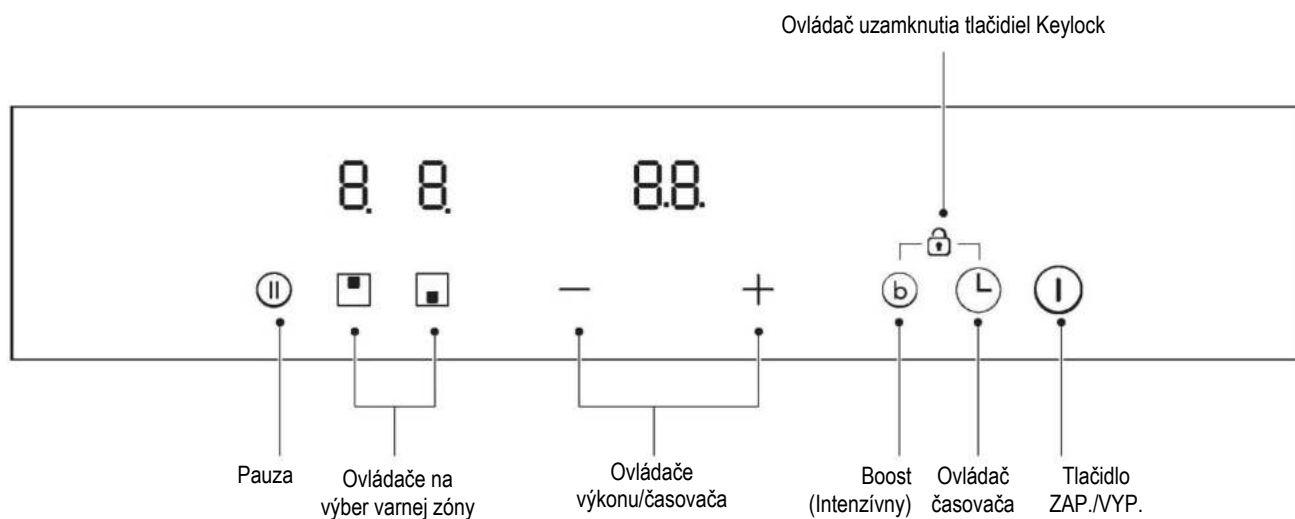 Ovládač uzamknutia tlačidiel Keylock
8. 8. 8.8.
b
Pauza
Ovládače na
výber varnej zóny
Ovládače
výkonu/časovača
Boost
(Intenzívny)
Ovládač
časovača
Tlačidlo
ZAP./VYP.